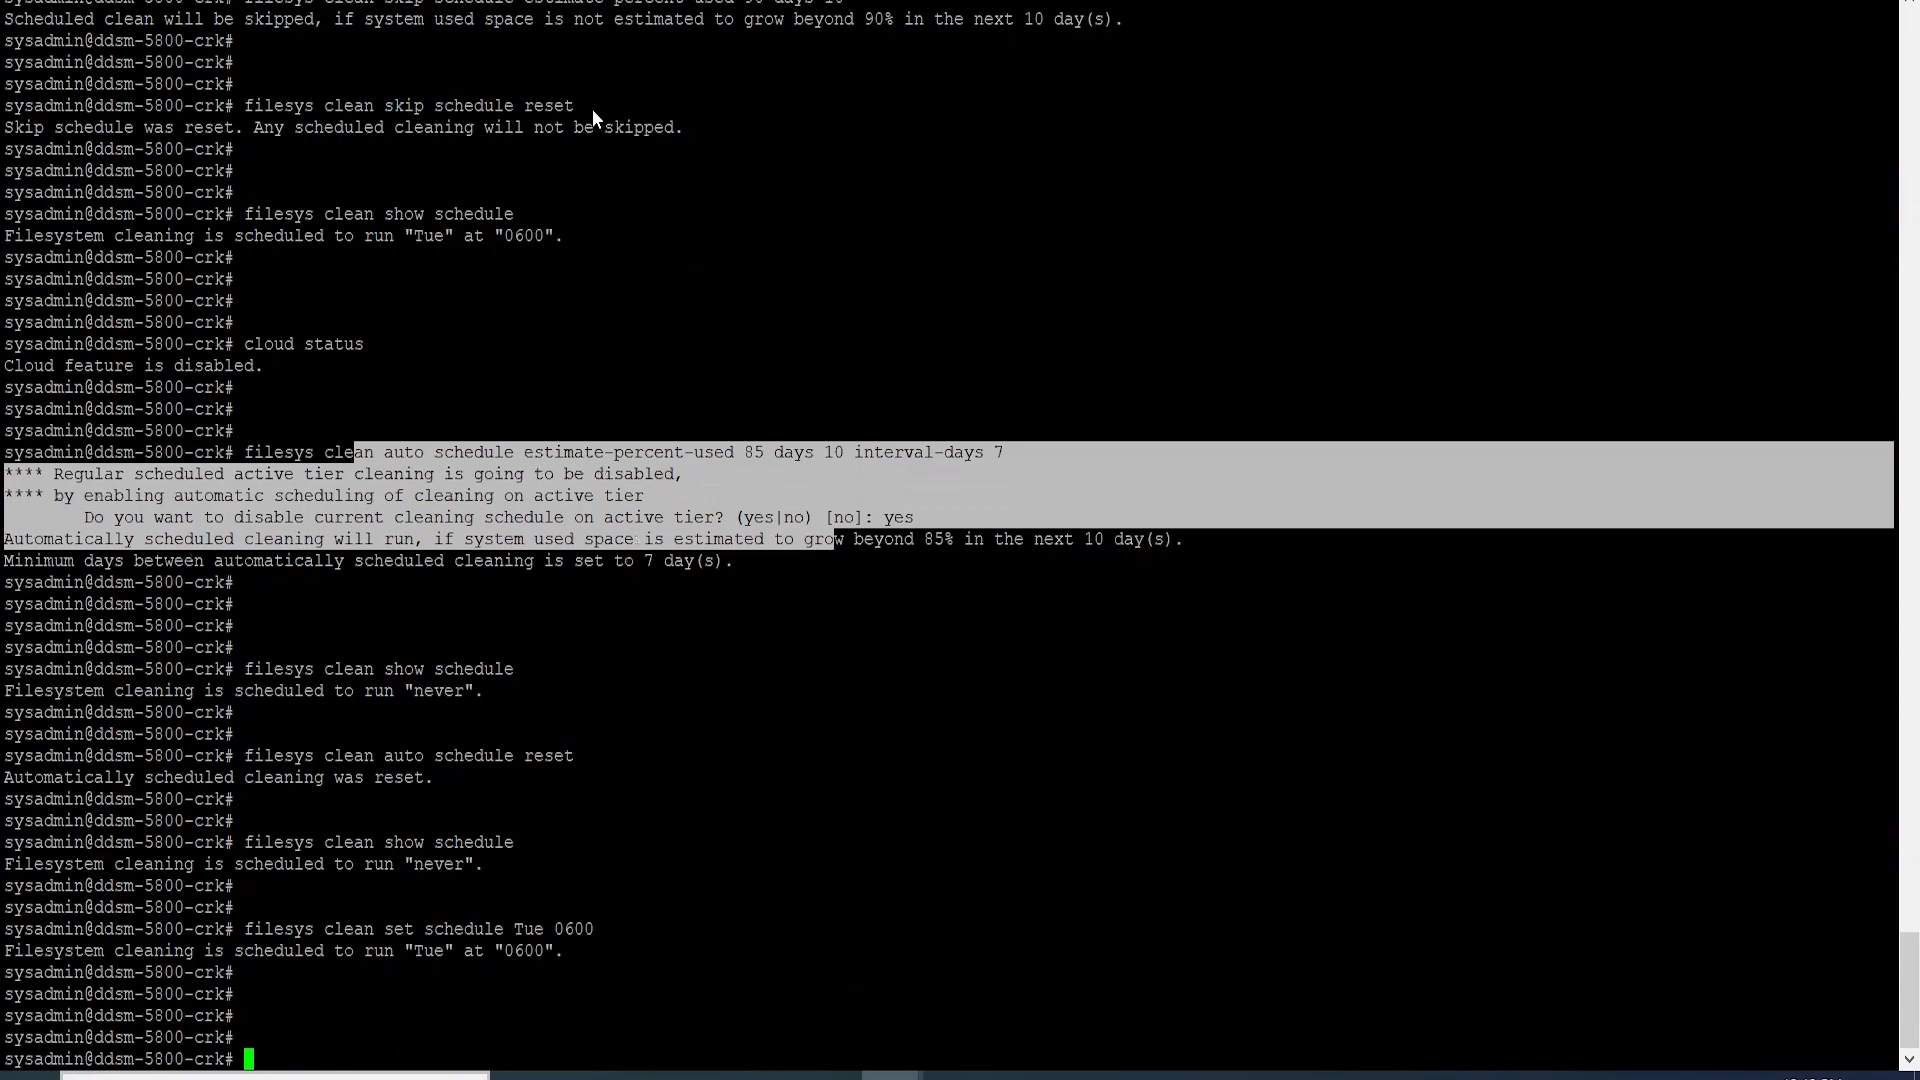 Scheduled clean will be skipped, if system used space is not estimated to grow beyond 90% in the next 10 day(s).
sysadmin@ddsm-5800-crk#
sysadmin@ddsm-5800-crk#
sysadmin@ddsm-5800-crk#
sysadmin@ddsm-5800-crk# filesys clean skip schedule reset
Skip schedule was reset. Any scheduled cleaning will not be skipped.
sysadmin@ddsm-5800-crk#
sysadmin@ddsm-5800-crk#
sysadmin@ddsm-5800-crk#
sysadmin@ddsm-5800-crk# filesys clean show schedule
Filesystem cleaning is scheduled to run "Tue" at "0600".
sysadmin@ddsm-5800-crk#
sysadmin@ddsm-5800-crk#
sysadmin@ddsm-5800-crk#
sysadmin@ddsm-5800-crk#
sysadmin@ddsm-5800-crk# cloud status
Cloud feature is disabled.
sysadmin@ddsm-5800-crk#
sysadmin@ddsm-5800-crk#
sysadmin@ddsm-5800-crk#
sysadmin@ddsm-5800-crk# filesys clean auto schedule estimate-percent-used 85 days 10 interval-days 7
**** Regular scheduled active tier cleaning is going to be disabled,
**** by enabling automatic scheduling of cleaning on active tier
Do you want to disable current cleaning schedule on active tier? (yes|no) [no]: yes
Automatically scheduled cleaning will run, if system used space is estimated to grow beyond 85% in the next 10 day(s).
Minimum days between automatically scheduled cleaning is set to 7 day(s).
sysadmin@ddsm-5800-crk#
sysadmin@ddsm-5800-crk#
sysadmin@ddsm-5800-crk#
sysadmin@ddsm-5800-crk#
sysadmin@ddsm-5800-crk# filesys clean show schedule
Filesystem cleaning is scheduled to run "never".
sysadmin@ddsm-5800-crk#
sysadmin@ddsm-5800-crk#
sysadmin@ddsm-5800-crk# filesys clean auto schedule reset
Automatically scheduled cleaning was reset.
sysadmin@ddsm-5800-crk#
sysadmin@ddsm-5800-crk#
sysadmin@ddsm-5800-crk# filesys clean show schedule
Filesystem cleaning is scheduled to run "never".
sysadmin@ddsm-5800-crk#
sysadmin@ddsm-5800-crk#
sysadmin@ddsm-5800-crk# filesys clean set schedule Tue 0600
Filesystem cleaning is scheduled to run "Tue" at "0600".
sysadmin@ddsm-5800-crk#
sysadmin@ddsm-5800-crk#
sysadmin@ddsm-5800-crk#
sysadmin@ddsm-5800-crk#
sysadmin@ddsm-5800-crk#